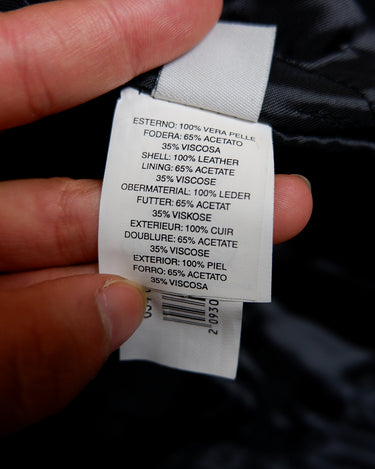 ESTERNO: 100% VERA PELLE
FODERA: 65% ACETATO
35% VISCOSA
SHELL: 100% LEATHER
LINING: 65% ACETATE
35% VISCOSE
OBERMATERIAL: 100% LEDER
FUTTER: 65% ACETAT
35% VISKOSE
EXTERIEUR: 100% CUIR
DOUBLURE: 65% ACETATE
35% VISCOSE
EXTERIOR: 100% PIEL
FORRO: 65% ACETATO
35% VISCOSA
2 0930